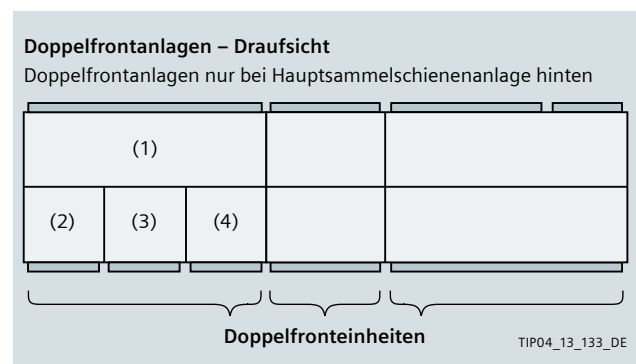 Doppelfrontanlagen – Draufsicht
Doppelfrontanlagen nur bei Hauptsammelschienenanlage hinten
(1)
(2) (3) (4)
Doppelfronteinheiten
TIP04_13_133_DE